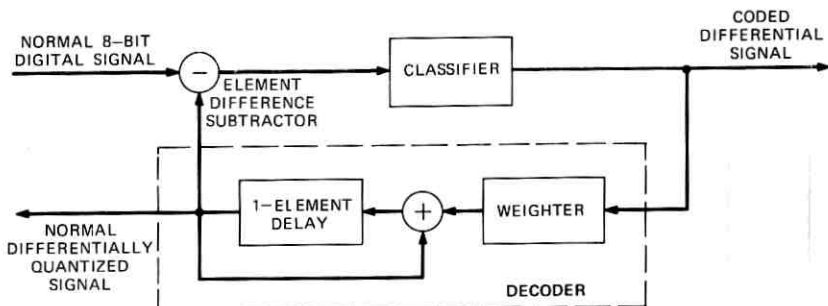 NORMAL 8-BIT
DIGITAL SIGNAL
−
ELEMENT
DIFFERENCE
SUBTRACTOR
CLASSIFIER
CODED
DIFFERENTIAL
SIGNAL
1-ELEMENT
DELAY
+
WEIGHTER
NORMAL
DIFFERENTIALLY
QUANTIZED
SIGNAL
DECODER